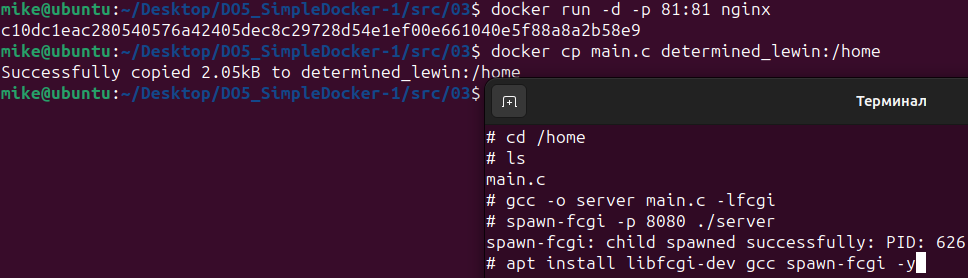 mike@ubuntu:~/Desktop/DO5_SimpleDocker-1/src/03$ docker run -d -p 81:81 nginx
c10dc1eac280540576a42405dec8c29728d54e1ef00e661040e5f88a8a2b58e9
mike@ubuntu:~/Desktop/DO5_SimpleDocker-1/src/03$ docker cp main.c determined_lewin:/home
Successfully copied 2.05kB to determined_lewin:/home
mike@ubuntu:~/Desktop/DO5_SimpleDocker-1/src/03$
Терминал
# cd /home
# ls
main.c
# gcc -o server main.c -lfcgi
# spawn-fcgi -p 8080 ./server
spawn-fcgi: child spawned successfully: PID: 626
# apt install libfcgi-dev gcc spawn-fcgi -y